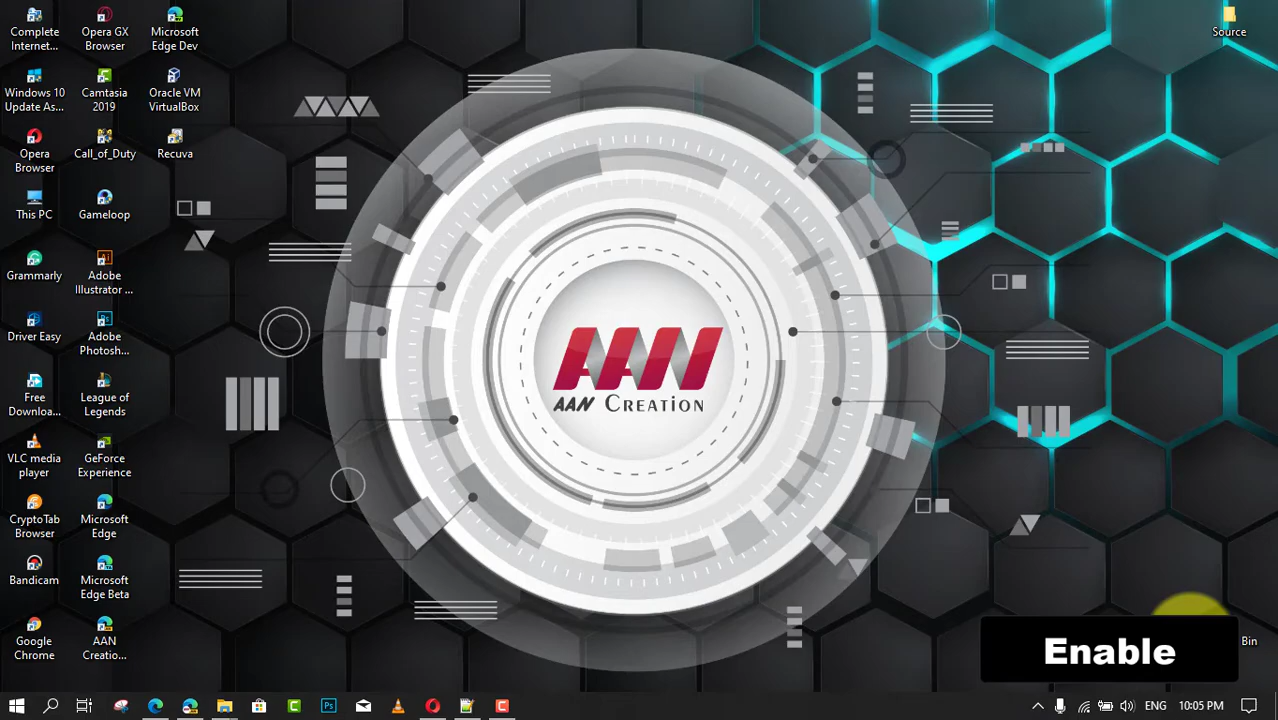 Complete
Internet...
Opera GX
Browser
Microsoft
Edge Dev
Source
Windows 10
Update As...
Camtasia
2019
Oracle VM
VirtualBox
Opera
Browser
Call_of_Duty
Recuva
This PC
Gameloop
Grammarly
Adobe
Illustrator ...
Driver Easy
Adobe
Photosh...
Free
Downloa...
League of
Legends
AAN
AAN CREATION
VLC media
player
GeForce
Experience
CryptoTab
Browser
Microsoft
Edge
Bandicam
Microsoft
Edge Beta
Google
Chrome
AAN
Creatio...
Enable
Bin
Ps
ENG
10:05 PM